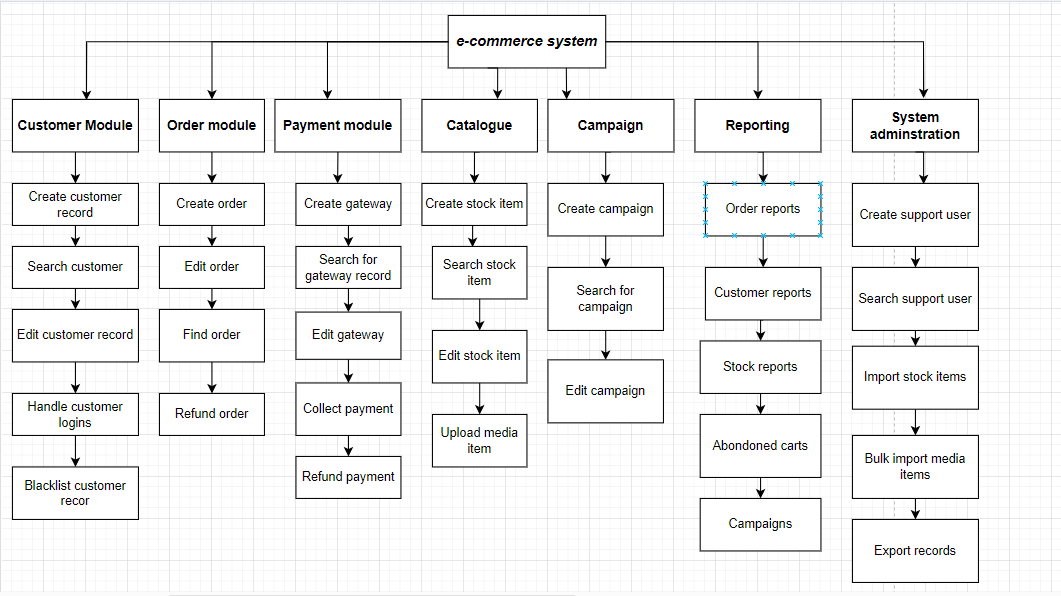 e-commerce system
Customer Module
Order module
Payment module
Catalogue
Campaign
Reporting
System
adminstration
Create customer
record
Search customer
Edit customer record
Handle customer
logins
Blacklist customer
recor
Create order
Edit order
Find order
Refund order
Create gateway
Search for
gateway record
Edit gateway
Collect payment
Refund payment
Create stock item
Search stock
item
Edit stock item
Upload media
item
Create campaign
Search for
campaign
Edit campaign
Order reports
Customer reports
Stock reports
Abondoned carts
Campaigns
Create support user
Search support user
Import stock items
Bulk import media
items
Export records